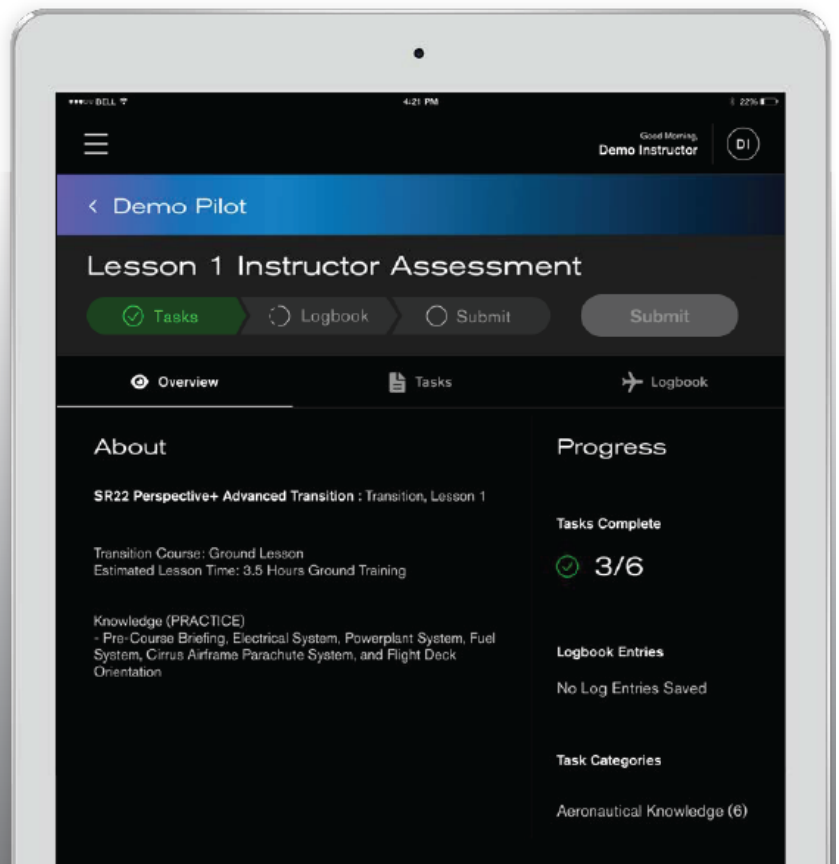 BELL
4:21 PM
22%
Good Morning,
Demo Instructor
DI
< Demo Pilot
Lesson 1 Instructor Assessment
Tasks
Logbook
Submit
Submit
Overview
Tasks
Logbook
About
SR22 Perspective+ Advanced Transition : Transition, Lesson 1
Transition Course: Ground Lesson
Estimated Lesson Time: 3.5 Hours Ground Training
Knowledge (PRACTICE)
- Pre-Course Briefing, Electrical System, Powerplant System, Fuel
System, Cirrus Airframe Parachute System, and Flight Deck
Orientation
Progress
Tasks Complete
3/6
Logbook Entries
No Log Entries Saved
Task Categories
Aeronautical Knowledge (6)